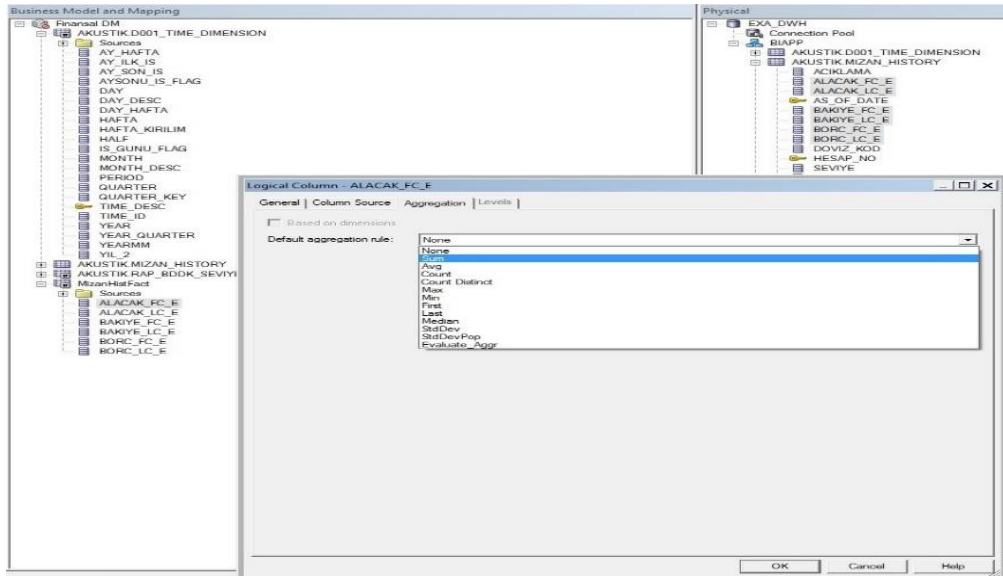 Business Model and Mapping
Finansal DM
AKUSTIK.D001_TIME_DIMENSION
Sources
AY_HAFTA
AY_ILK_IS
AY_SON_IS
AYSONU_IS_FLAG
DAY
DAY_DESC
DAY_HAFTA
HAFTA
HAFTA_KIRILIM
HALF
IS_GUNU_FLAG
MONTH
MONTH_DESC
PERIOD
QUARTER
QUARTER_KEY
TIME_DESC
TIME_ID
YEAR
YEAR_QUARTER
YEARMM
YIL_2
AKUSTIK.MIZAN_HISTORY
AKUSTIK.RAP_BDDK_SEVIYE
MizanHistFact
Sources
ALACAK_FC_E
ALACAK_LC_E
BAKIYE_FC_E
BAKIYE_LC_E
BORC_FC_E
BORC_LC_E
Physical
EXA_DWH
Connection Pool
BIAPP
AKUSTIK.D001_TIME_DIMENSION
AKUSTIK.MIZAN_HISTORY
ACIKLAMA
ALACAK_FC_E
ALACAK_LC_E
AS_OF_DATE
BAKIYE_FC_E
BAKIYE_LC_E
BORC_FC_E
BORC_LC_E
DOVIZ_KOD
HESAP_NO
SEVIYE
Logical Column - ALACAK_FC_E
General | Column Source | Aggregation | Levels |
Based on dimensions
Default aggregation rule: None
None
Sum
Avg
Count
Count Distinct
Max
Min
First
Last
Median
StdDev
StdDevPop
Evaluate_Aggr
OK Cancel Help